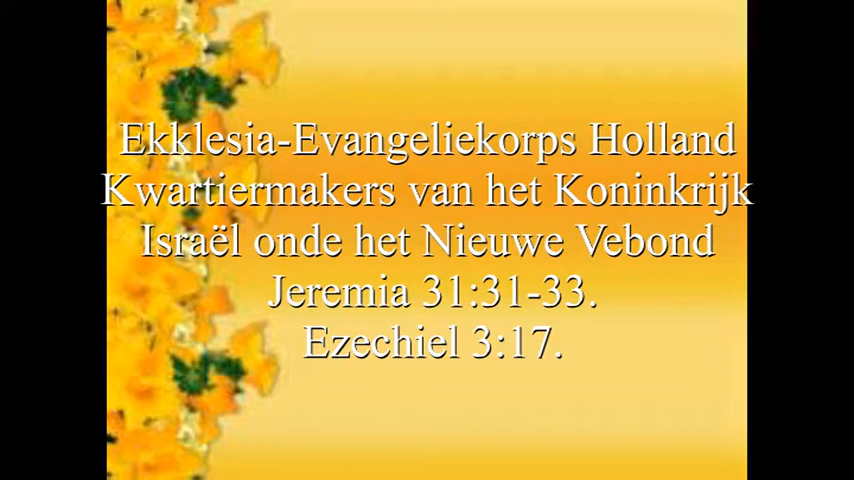 Ekklesia-Evangeliekorps Holland
Kwartiermakers van het Koninkrijk
Israël onde het Nieuwe Vebond
Jeremia 31:31-33.
Ezechiel 3:17.